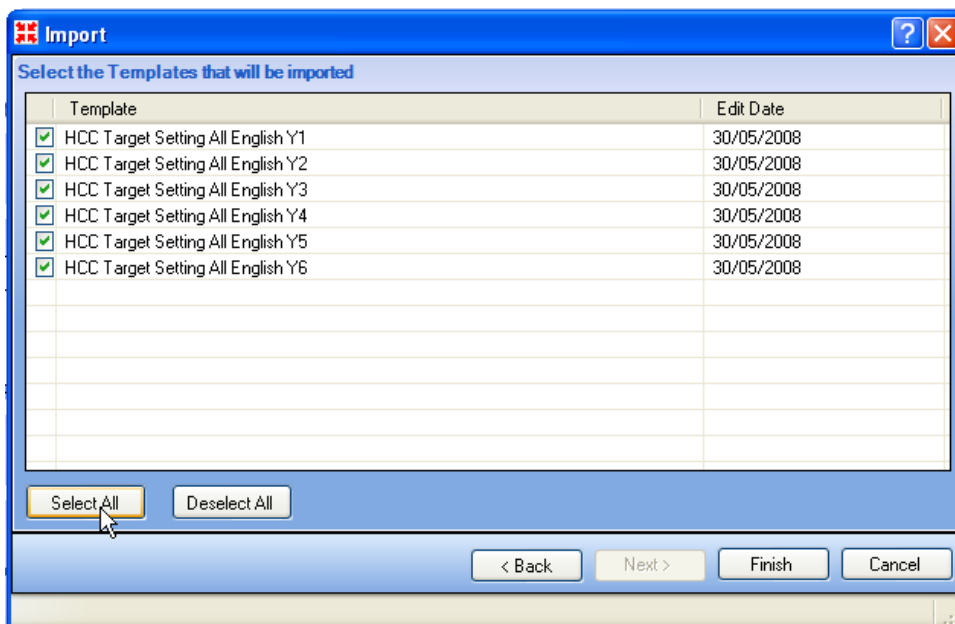 Import
Select the Templates that will be imported
Template Edit Date
HCC Target Setting All English Y1 30/05/2008
HCC Target Setting All English Y2 30/05/2008
HCC Target Setting All English Y3 30/05/2008
HCC Target Setting All English Y4 30/05/2008
HCC Target Setting All English Y5 30/05/2008
HCC Target Setting All English Y6 30/05/2008
Select All Deselect All
< Back Next > Finish Cancel